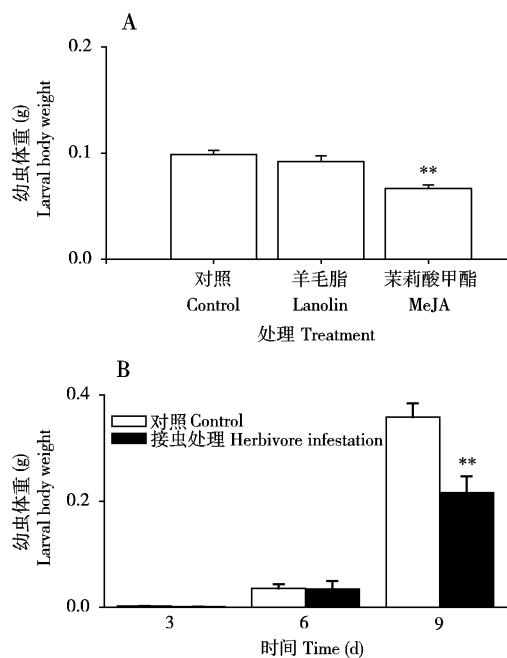 A
0.2
0.1
0.0
幼虫体重 (g)
Larval body weight
**
对照 羊毛脂 茉莉酸甲酯
Control Lanolin MeJA
处理 Treatment
B
0.4
0.2
0.0
幼虫体重 (g)
Larval body weight
对照 Control
接虫处理 Herbivore infestation
**
3 6 9
时间 Time (d)